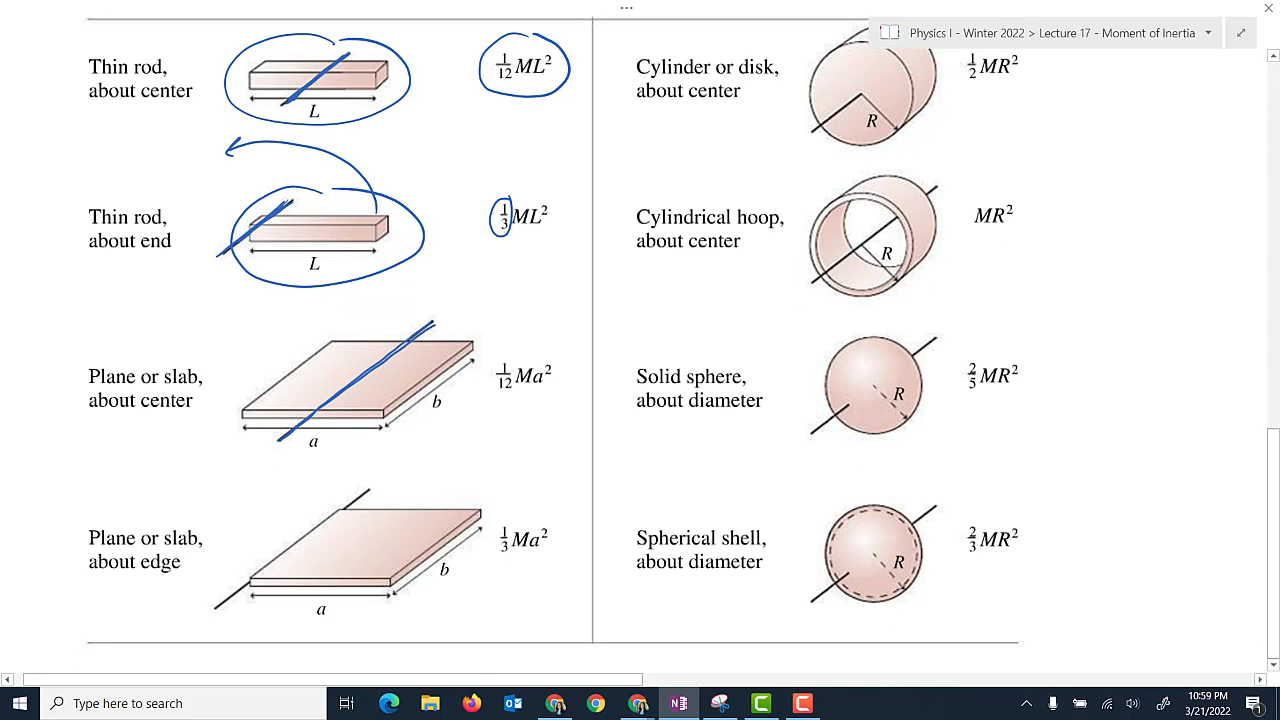 Physics I - Winter 2022 > Lecture 17 - Moment of Inertia
Thin rod,
about center
L
1/12 ML²
Thin rod,
about end
L
1/3 ML²
Plane or slab,
about center
a
b
1/12 Ma²
Plane or slab,
about edge
a
b
1/3 Ma²
Cylinder or disk,
about center
R
1/2 MR²
Cylindrical hoop,
about center
R
MR²
Solid sphere,
about diameter
R
2/5 MR²
Spherical shell,
about diameter
R
2/3 MR²
Type here to search
10:59 PM
3/21/2022